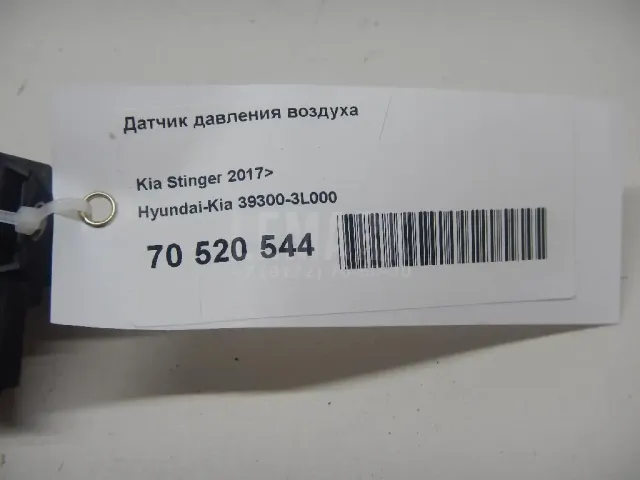 Датчик давления воздуха
Kia Stinger 2017>
Hyundai-Kia 39300-3L000
70 520 544